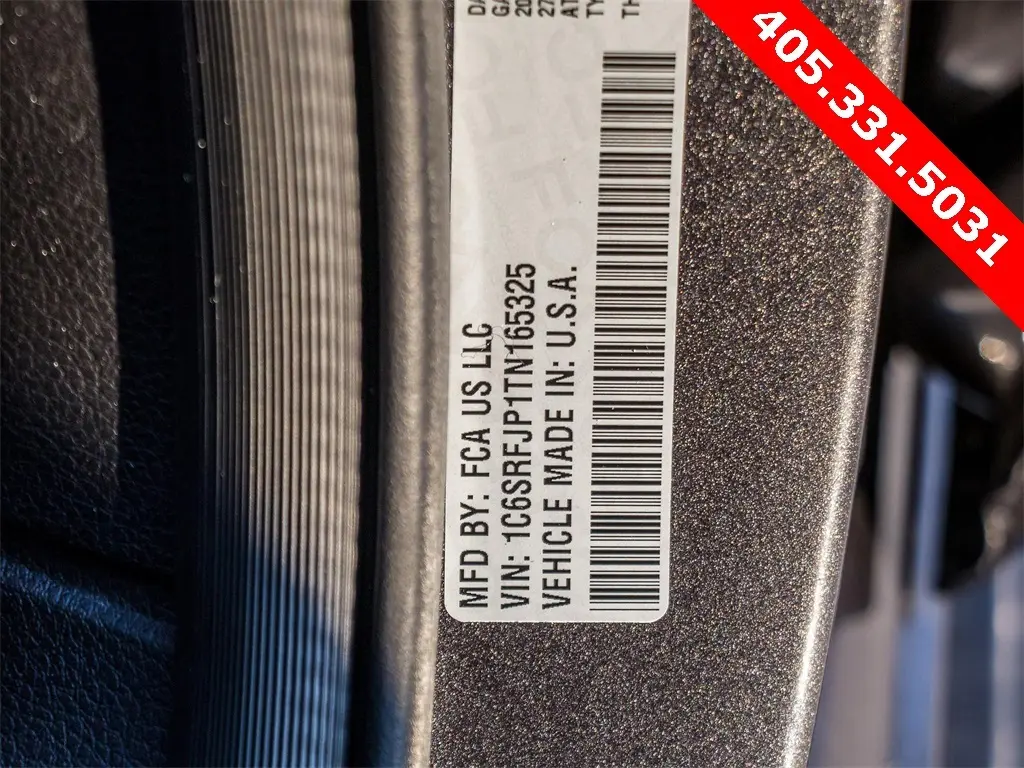 MFD BY: FCA US LLC
VIN: 1C6SRFJP1TN165325
VEHICLE MADE IN: U.S.A.
405.331.5031